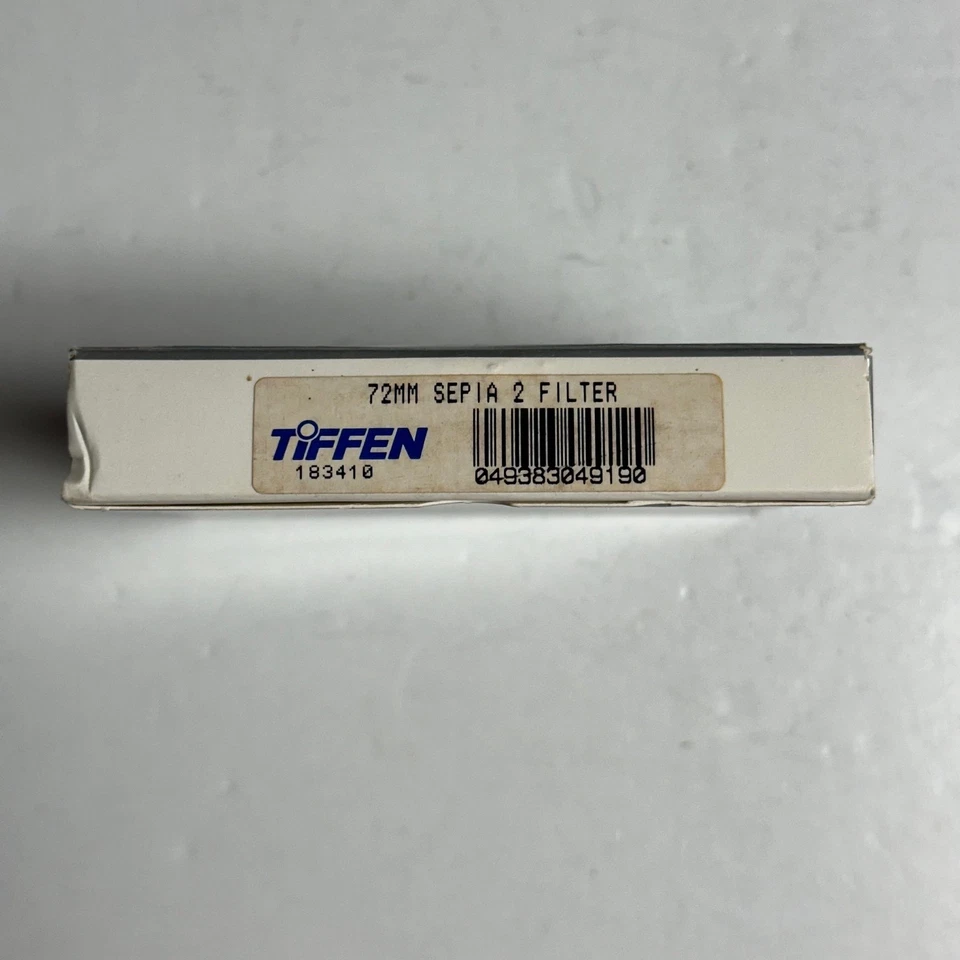 72MM SEPIA 2 FILTER
TIFFEN
183410
049383049190